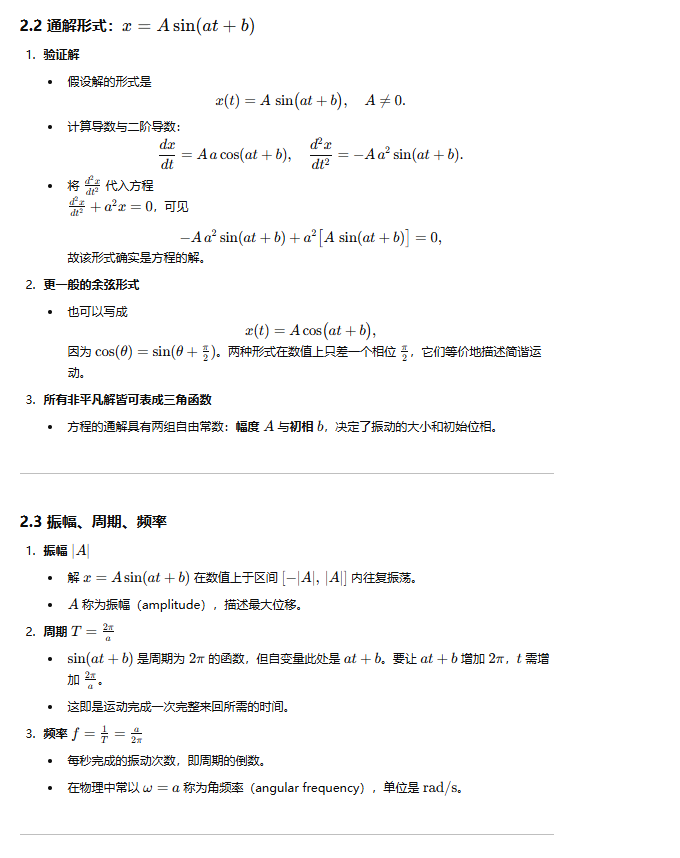 2.2 通解形式：x = A sin(at + b)
1. 验证解
• 假设解的形式是
x(t) = A sin(at + b), A ≠ 0.
• 计算导数与二阶导数：
dx/dt = A a cos(at + b), d²x/dt² = −A a² sin(at + b).
• 将 d²x/dt² 代入方程
d²x/dt² + a²x = 0，可见
−A a² sin(at + b) + a²[A sin(at + b)] = 0,
故该形式确实是方程的解。
2. 更一般的余弦形式
• 也可以写成
x(t) = A cos(at + b),
因为 cos(θ) = sin(θ + π/2)。两种形式在数值上只差一个相位 π/2，它们等价地描述简谐运
动。
3. 所有非平凡解皆可表成三角函数
• 方程的通解具有两组自由常数：幅度 A 与初相 b，决定了振动的大小和初始位相。
2.3 振幅、周期、频率
1. 振幅 |A|
• 解 x = A sin(at + b) 在数值上于区间 [−|A|, |A|] 内往复振荡。
• A 称为振幅（amplitude），描述最大位移。
2. 周期 T = 2π/a
• sin(at + b) 是周期为 2π 的函数，但自变量此处是 at + b。要让 at + b 增加 2π，t 需增
加 2π/a。
• 这即是运动完成一次完整来回所需的时间。
3. 频率 f = 1/T = a/2π
• 每秒完成的振动次数，即周期的倒数。
• 在物理中常以 ω = a 称为角频率（angular frequency），单位是 rad/s。